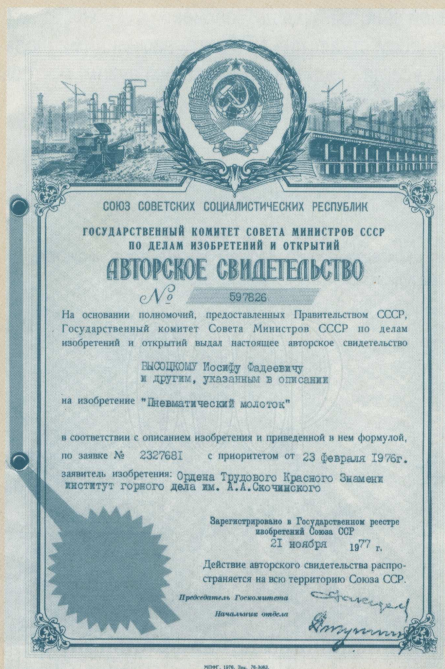 СОЮЗ СОВЕТСКИХ СОЦИАЛИСТИЧЕСКИХ РЕСПУБЛИК
ГОСУДАРСТВЕННЫЙ КОМИТЕТ СОВЕТА МИНИСТРОВ СССР
ПО ДЕЛАМ ИЗОБРЕТЕНИЙ И ОТКРЫТИЙ
АВТОРСКОЕ СВИДЕТЕЛЬСТВО
№ 597826
На основании полномочий, предоставленных Правительством СССР,
Государственный комитет Совета Министров СССР по делам
изобретений и открытий выдал настоящее авторское свидетельство
ВЫСОЦКОМУ Иосифу Фадеевичу
и другим, указанным в описании
на изобретение "Пневматический молоток"
в соответствии с описанием изобретения и приведенной в нем формулой,
по заявке № 2327681 с приоритетом от 23 февраля 1976г.
заявитель изобретения: Ордена Трудового Красного Знамени
институт горного дела им. А.А.Скочинского
Зарегистрировано в Государственном реестре
изобретений Союза ССР
21 ноября 1977 г.
Действие авторского свидетельства распро-
страняется на всю территорию Союза ССР.
Председатель Госкомитета
Начальник отдела